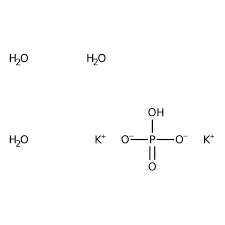 H2O H2O
OH
H2O K+ O− P O− K+
O